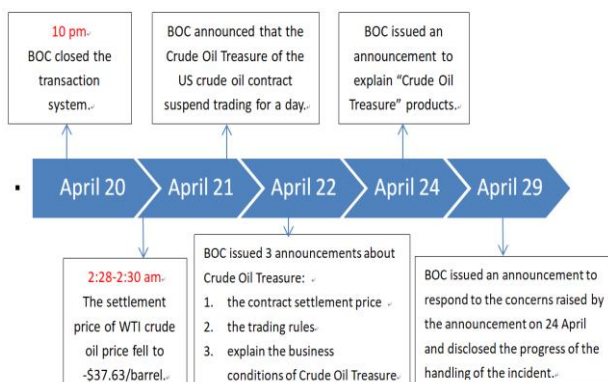 10 pm
BOC closed the
transaction
system.
BOC announced that the
Crude Oil Treasure of the
US crude oil contract
suspend trading for a day.
BOC issued an
announcement to
explain “Crude Oil
Treasure” products.
April 20
April 21
April 22
April 24
April 29
2:28-2:30 am
The settlement
price of WTI crude
oil price fell to
-$37.63/barrel.
BOC issued 3 announcements about
Crude Oil Treasure:
1. the contract settlement price
2. the trading rules
3. explain the business
conditions of Crude Oil Treasure
BOC issued an announcement to
respond to the concerns raised by
the announcement on 24 April
and disclosed the progress of the
handling of the incident.